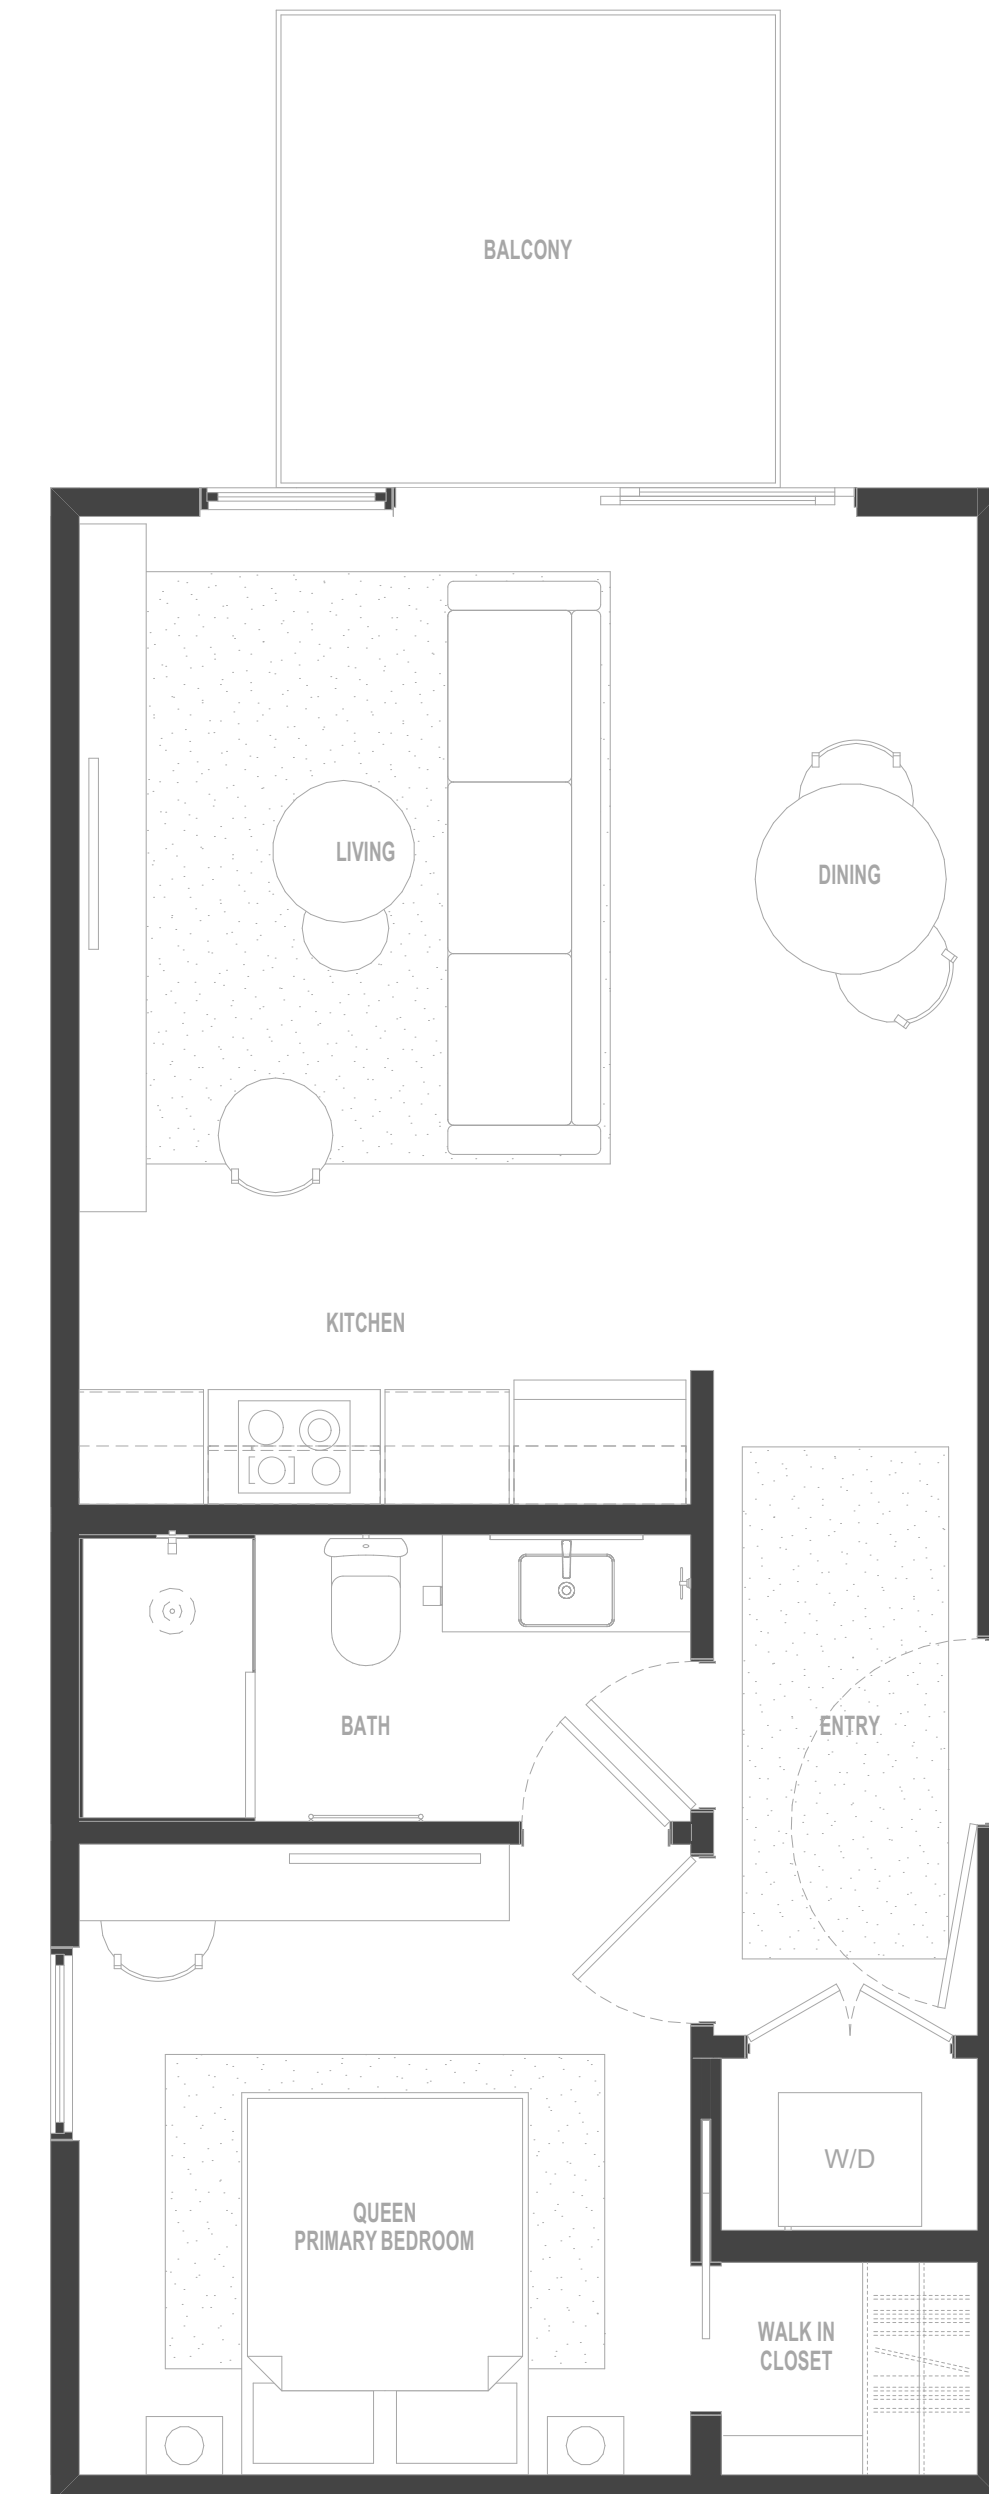 BALCONY
LIVING
DINING
KITCHEN
BATH
ENTRY
W/D
QUEEN
PRIMARY BEDROOM
WALK IN
CLOSET